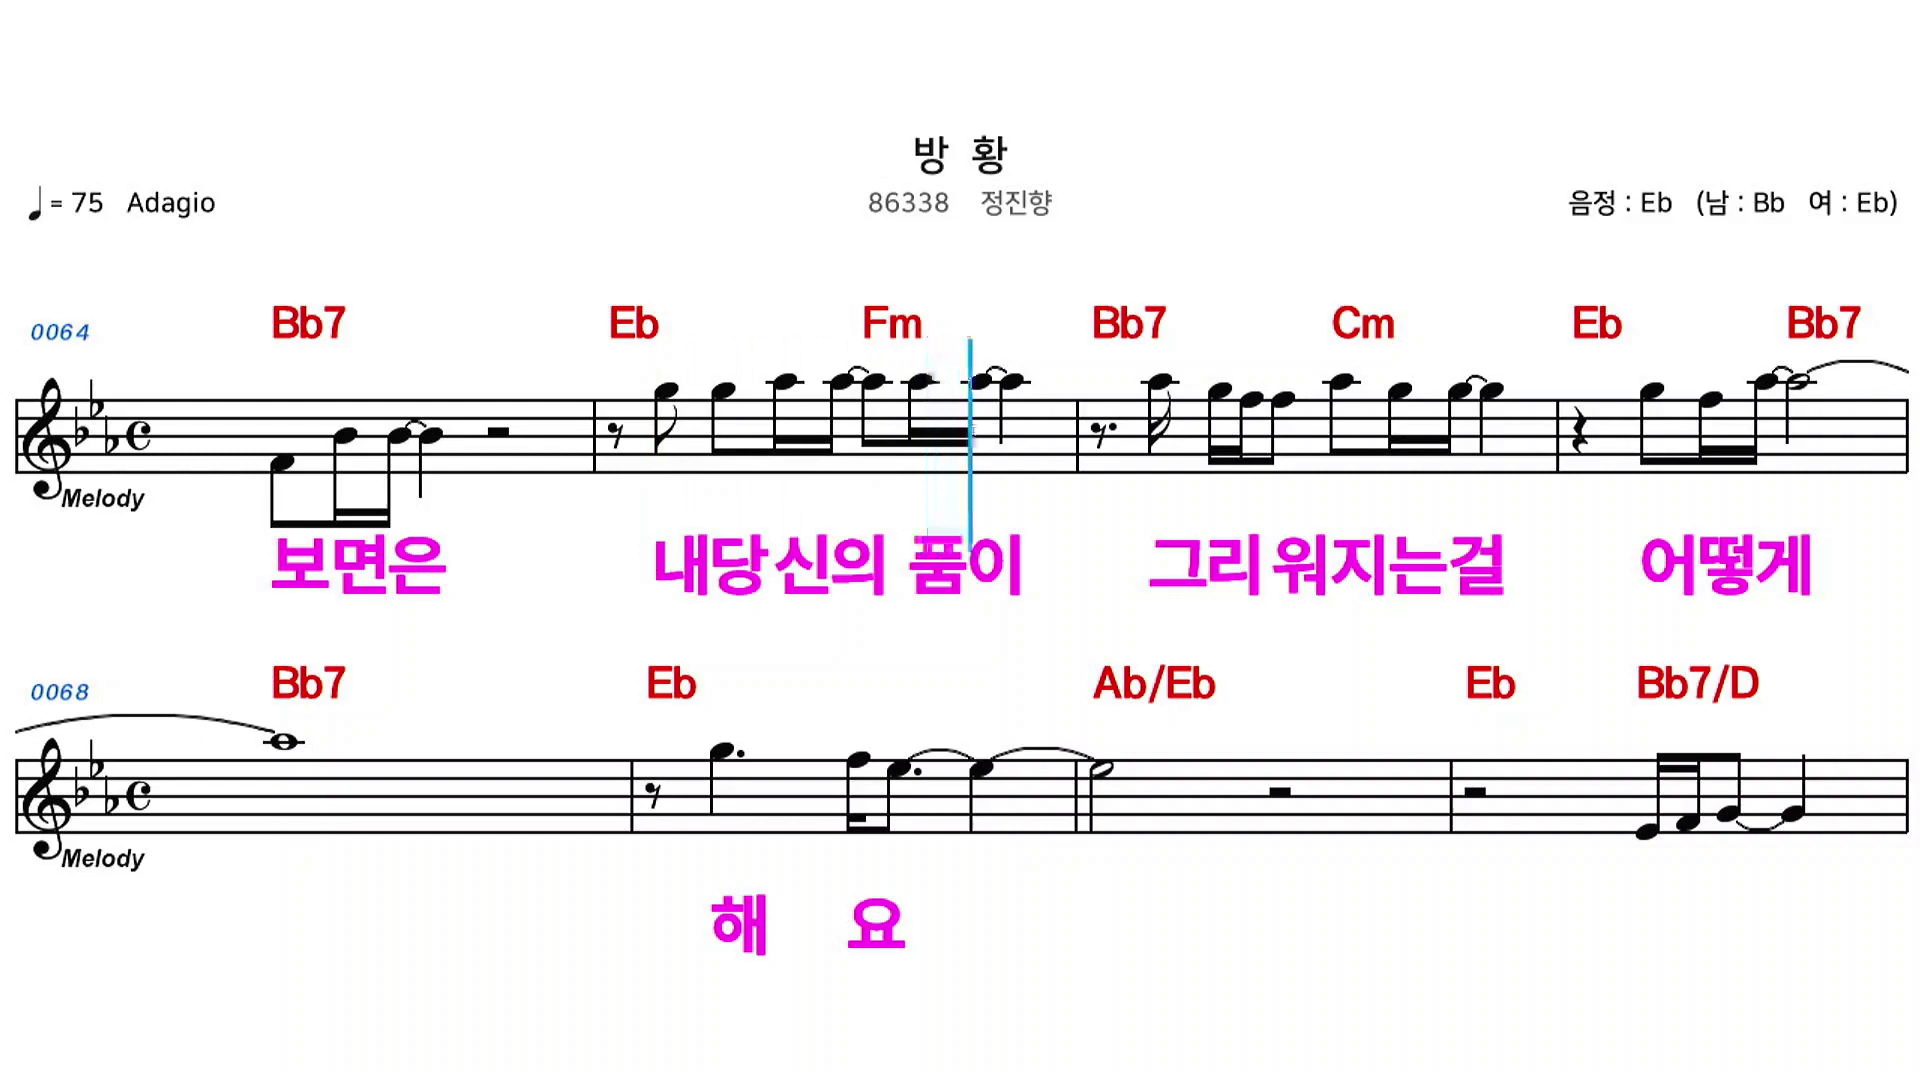 방 황
♩ = 75 Adagio 86338 정진향 음정 : Eb (남 : Bb 여 : Eb)
0064 Bb7 Eb Fm Bb7 Cm Eb Bb7
Melody
보면은 내당신의 품이 그리워지는걸 어떻게
0068 Bb7 Eb Ab/Eb Eb Bb7/D
Melody
해 요